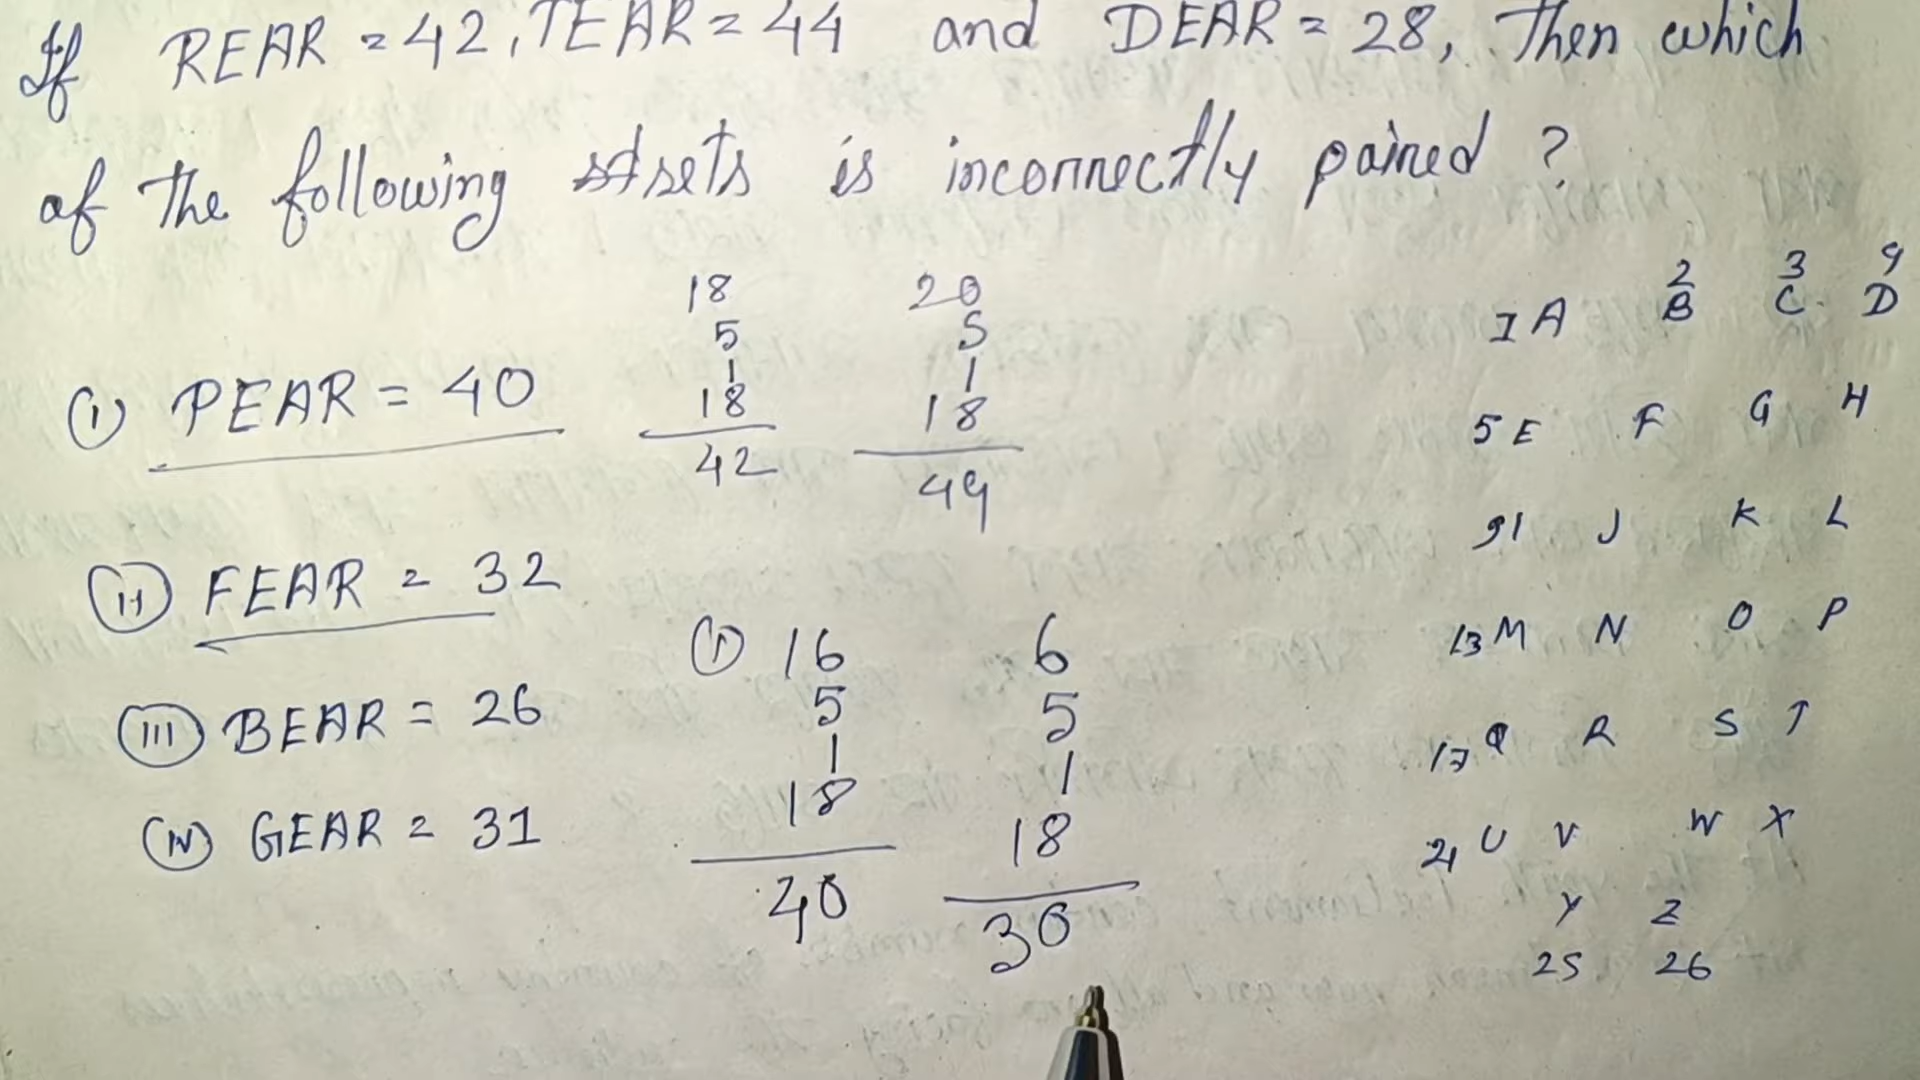 If REAR = 42, TEAR = 44 and DEAR = 28, Then which
of the following sets is incorrectly paired ?
(I) PEAR = 40
(II) FEAR = 32
(III) BEAR = 26
(IV) GEAR = 31
18
5
1
18
42
20
5
1
18
44
(I) 16
5
1
18
40
6
5
1
18
30
2 3 4
1 A B C D
5 E F G H
9 I J K L
13 M N O P
17 Q R S T
21 U V W X
Y Z
25 26